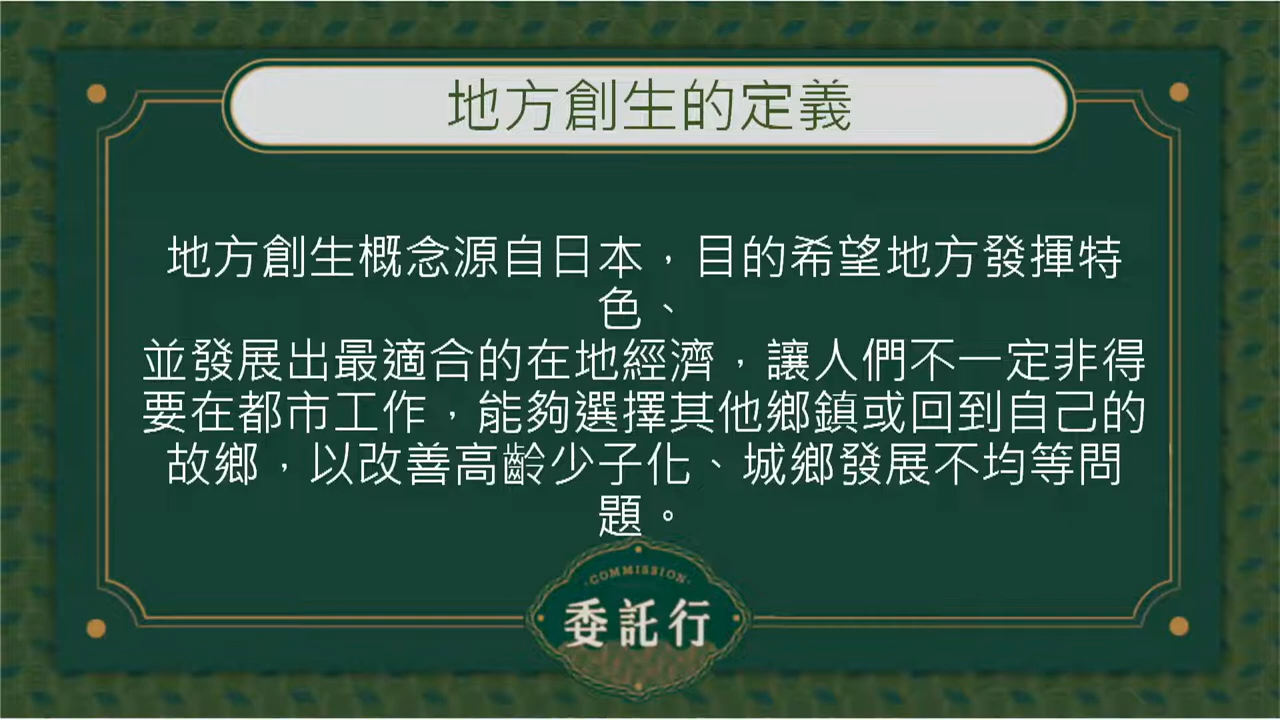 地方創生的定義
地方創生概念源自日本，目的希望地方發揮特
色、
並發展出最適合的在地經濟，讓人們不一定非得
要在都市工作，能夠選擇其他鄉鎮或回到自己的
故鄉，以改善高齡少子化、城鄉發展不均等問
題。
·COMMISSION·
委託行